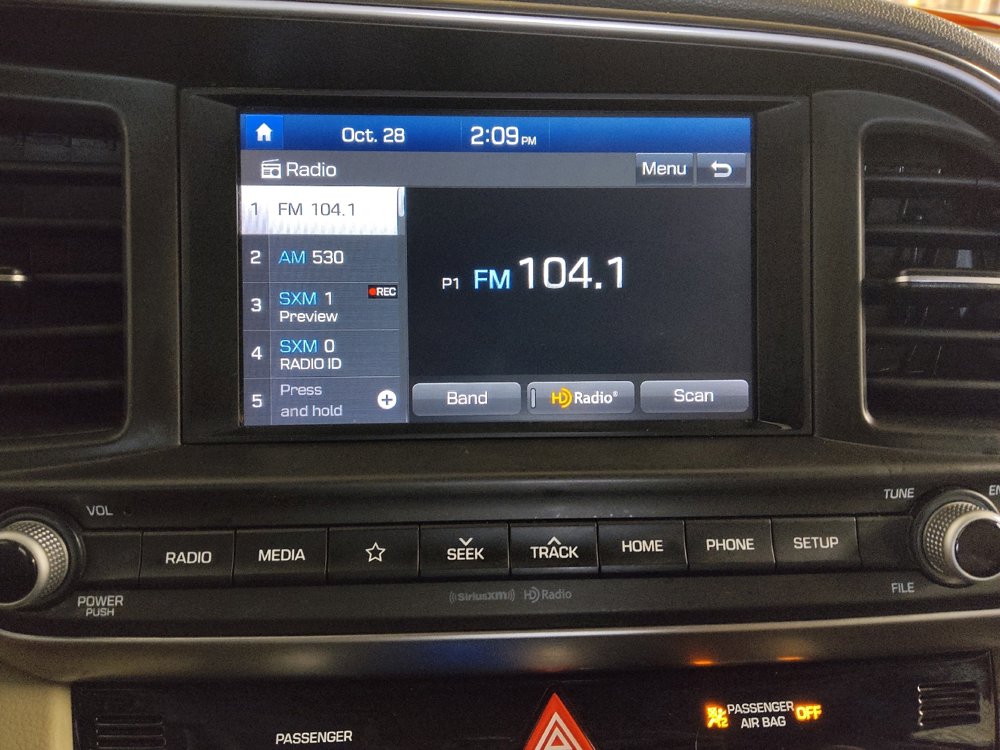 Oct. 28 2:09 PM
Radio Menu
1 FM 104.1
2 AM 530
3 SXM 1 REC
Preview
4 SXM 0
RADIO ID
5 Press
and hold
P1 FM 104.1
Band HD Radio® Scan
VOL TUNE
RADIO MEDIA SEEK TRACK HOME PHONE SETUP
POWER
PUSH
((SiriusXM)) HD Radio
FILE
PASSENGER
PASSENGER
AIR BAG OFF